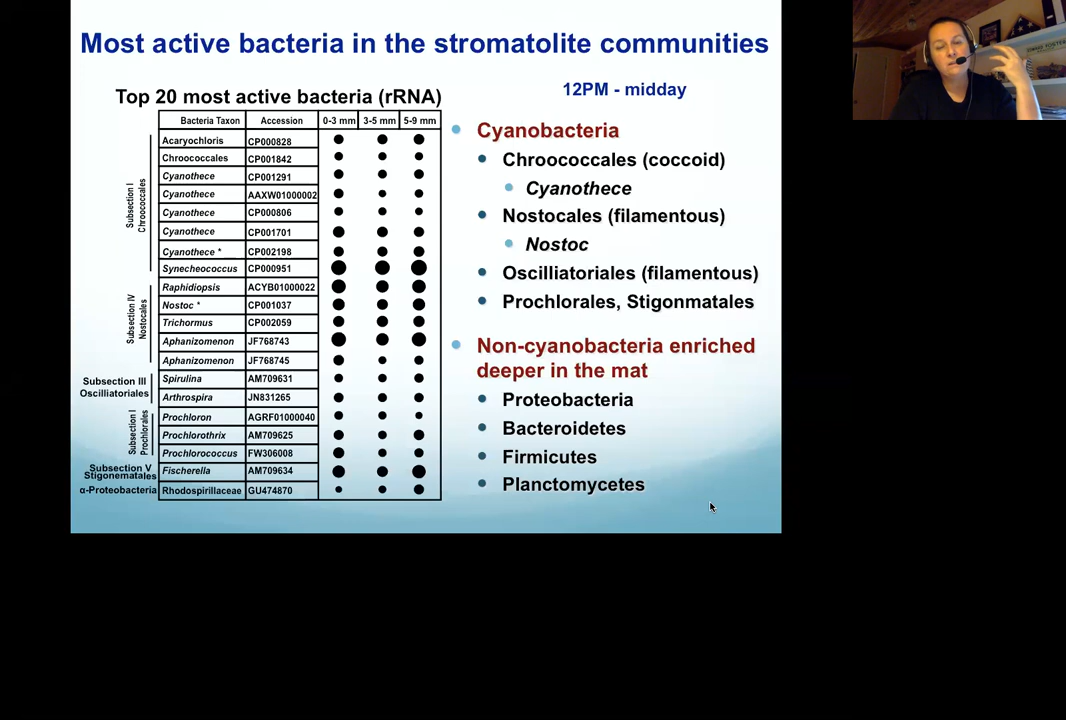 Most active bacteria in the stromatolite communities
12PM - midday
Top 20 most active bacteria (rRNA)
Bacteria Taxon Accession 0-3 mm 3-5 mm 5-9 mm
Subsection I
Chroococcales
Acaryochloris CP000828
Chroococcales CP001842
Cyanothece CP001291
Cyanothece AAXW01000002
Cyanothece CP000806
Cyanothece CP001701
Cyanothece * CP002198
Synechecoccus CP000951
Subsection IV
Nostocales
Raphidiopsis ACYB01000022
Nostoc * CP001037
Trichormus CP002059
Aphanizomenon JF768743
Aphanizomenon JF768745
Subsection III
Oscilliatoriales
Spirulina AM709631
Arthrospira JN831265
Subsection I
Prochlorales
Prochloron AGRF01000040
Prochlorothrix AM709625
Prochlorococcus FW306008
Subsection V
Stigonematales
Fischerella AM709634
α-Proteobacteria Rhodospirillaceae GU474870
Cyanobacteria
Chroococcales (coccoid)
Cyanothece
Nostocales (filamentous)
Nostoc
Oscilliatoriales (filamentous)
Prochlorales, Stigonmatales
Non-cyanobacteria enriched
deeper in the mat
Proteobacteria
Bacteroidetes
Firmicutes
Planctomycetes